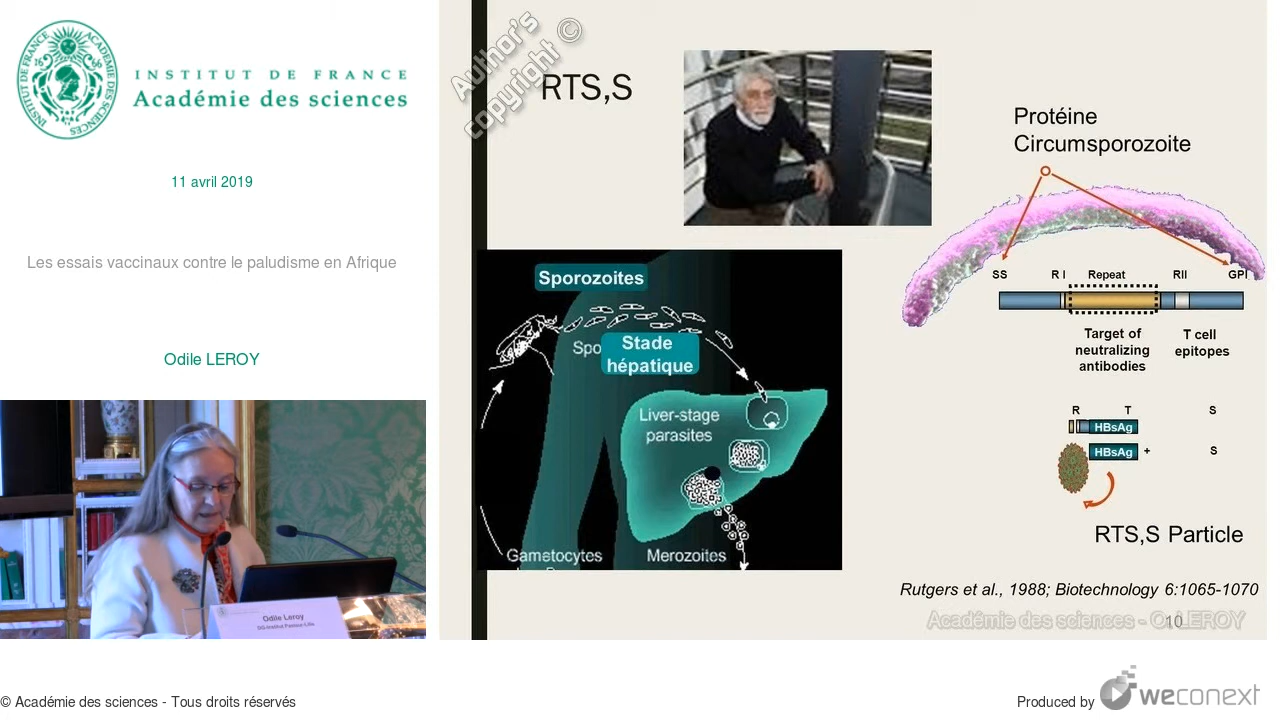 INSTITUT DE FRANCE
Académie des sciences
11 avril 2019
Les essais vaccinaux contre le paludisme en Afrique
Odile LEROY
Odile Leroy
© Académie des sciences - Tous droits réservés
Author's
copyright ©
RTS,S
Protéine
Circumsporozoite
SS R I Repeat RII GPI
Target of
neutralizing
antibodies
T cell
epitopes
R T S
HBsAg
HBsAg + S
RTS,S Particle
Sporozoites
Spo
Stade
hépatique
Liver-stage
parasites
Gamatocytes
Merozoites
Rutgers et al., 1988; Biotechnology 6:1065-1070
Académie des sciences - O. LEROY
10
Produced by weconext